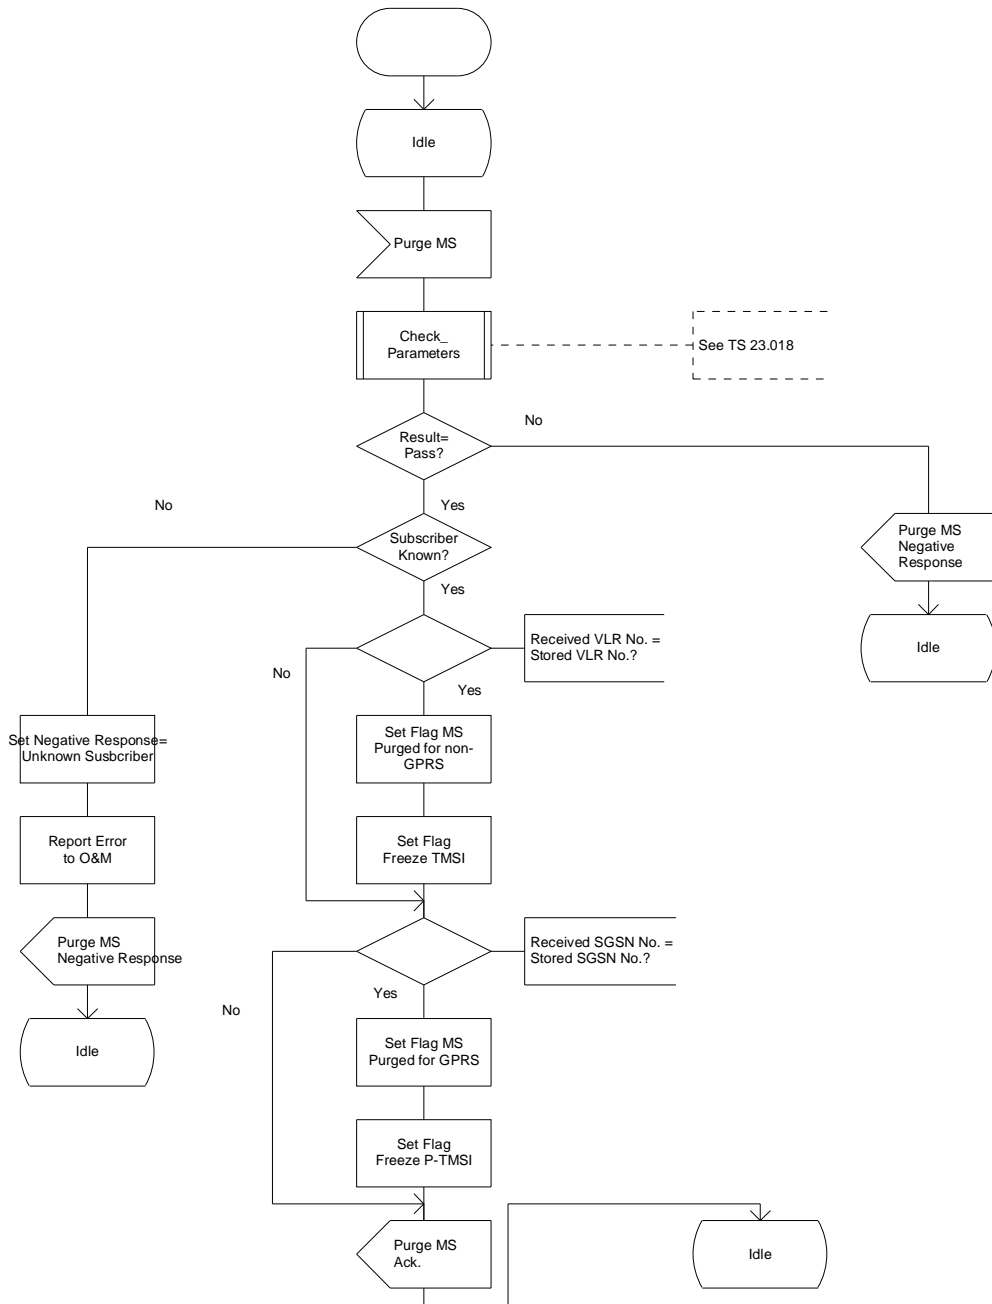 Idle
Purge MS
Check_
Parameters
See TS 23.018
Result=
Pass?
No
Yes
No
Subscriber
Known?
Purge MS
Negative
Response
Yes
Received VLR No. =
Stored VLR No.?
Idle
No
Yes
Set Negative Response=
Unknown Susbcriber
Set Flag MS
Purged for non-
GPRS
Report Error
to O&M
Set Flag
Freeze TMSI
Purge MS
Negative Response
Received SGSN No. =
Stored SGSN No.?
Yes
No
Idle
Set Flag MS
Purged for GPRS
Set Flag
Freeze P-TMSI
Purge MS
Ack.
Idle